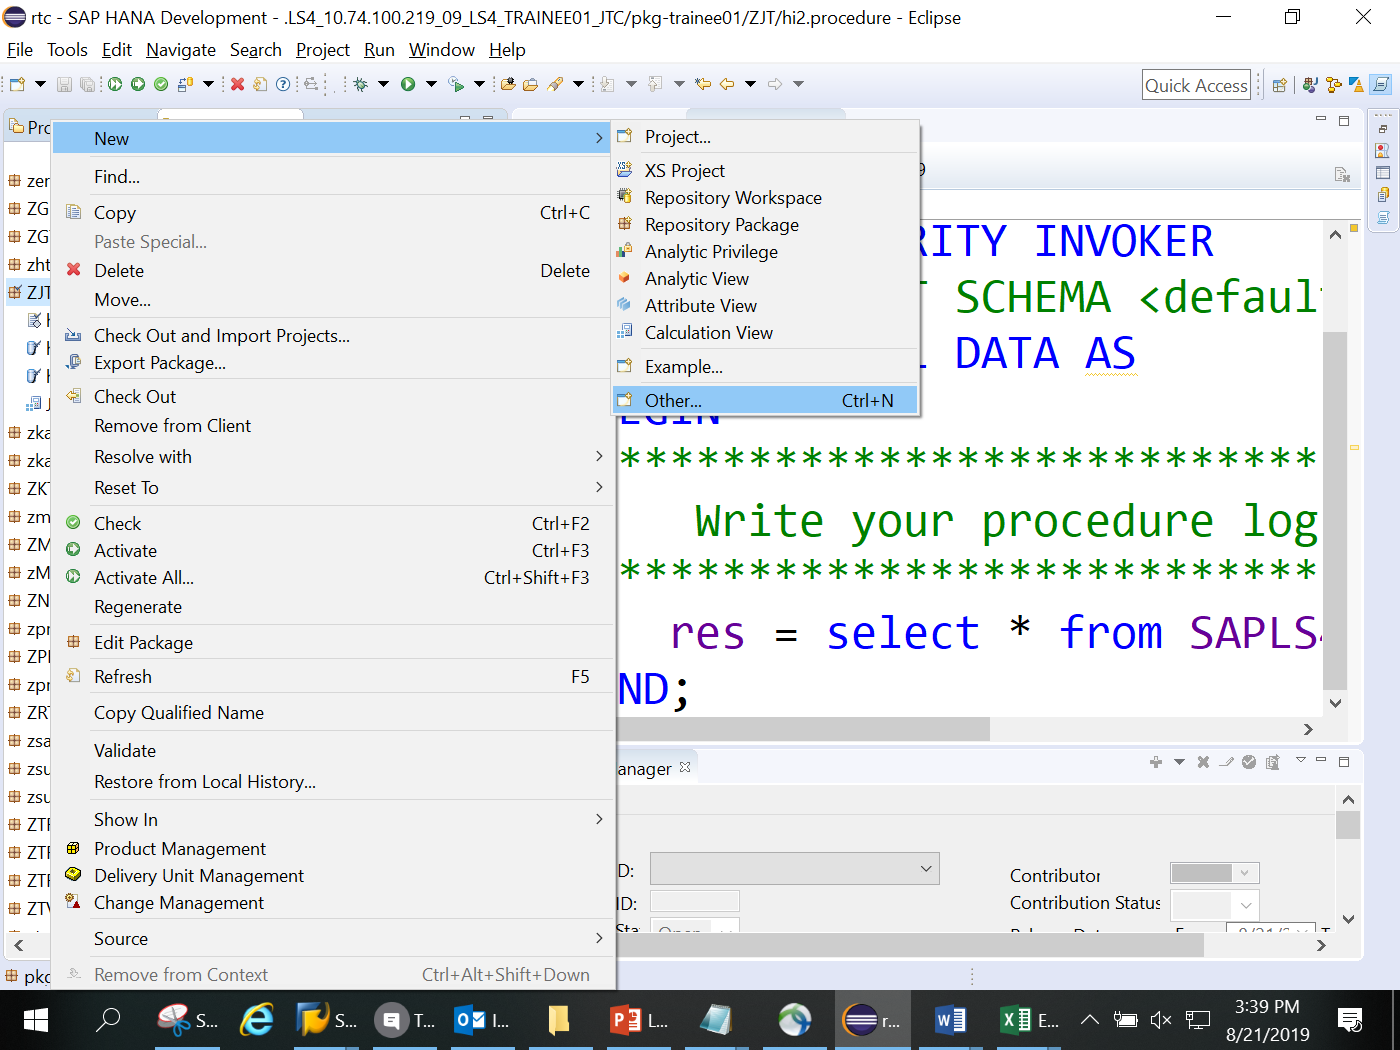 rtc - SAP HANA Development - .LS4_10.74.100.219_09_LS4_TRAINEE01_JTC/pkg-trainee01/ZJT/hi2.procedure - Eclipse
File Tools Edit Navigate Search Project Run Window Help
Quick Access
New
Find...
Copy Ctrl+C
Paste Special...
Delete Delete
Move...
Check Out and Import Projects...
Export Package...
Check Out
Remove from Client
Resolve with
Reset To
Check Ctrl+F2
Activate Ctrl+F3
Activate All... Ctrl+Shift+F3
Regenerate
Edit Package
Refresh F5
Copy Qualified Name
Validate
Restore from Local History...
Show In
Product Management
Delivery Unit Management
Change Management
Source
Remove from Context Ctrl+Alt+Shift+Down
Project...
XS Project
Repository Workspace
Repository Package
Analytic Privilege
Analytic View
Attribute View
Calculation View
Example...
Other... Ctrl+N
RITY INVOKER
SCHEMA <default
DATA AS
EGIN
***************************
Write your procedure log
***************************
res = select * from SAPLS4
ND;
anager
D:
ID:
Contributor
Contribution Status
3:39 PM
8/21/2019